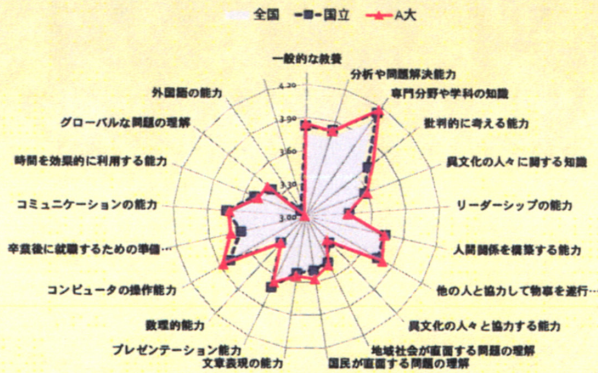 全国 国立 A大
一般的な教養
分析や問題解決能力
専門分野や学科の知識
批判的に考える能力
異文化の人々に関する知識
リーダーシップの能力
人間関係を構築する能力
他の人と協力して物事を遂行…
異文化の人々と協力する能力
地域社会が直面する問題の理解
国民が直面する問題の理解
文章表現の能力
プレゼンテーション能力
数理的能力
コンピュータの操作能力
卒業後に就職するための準備…
コミュニケーションの能力
時間を効果的に利用する能力
グローバルな問題の理解
外国語の能力
4.20
3.90
3.60
3.30
3.00